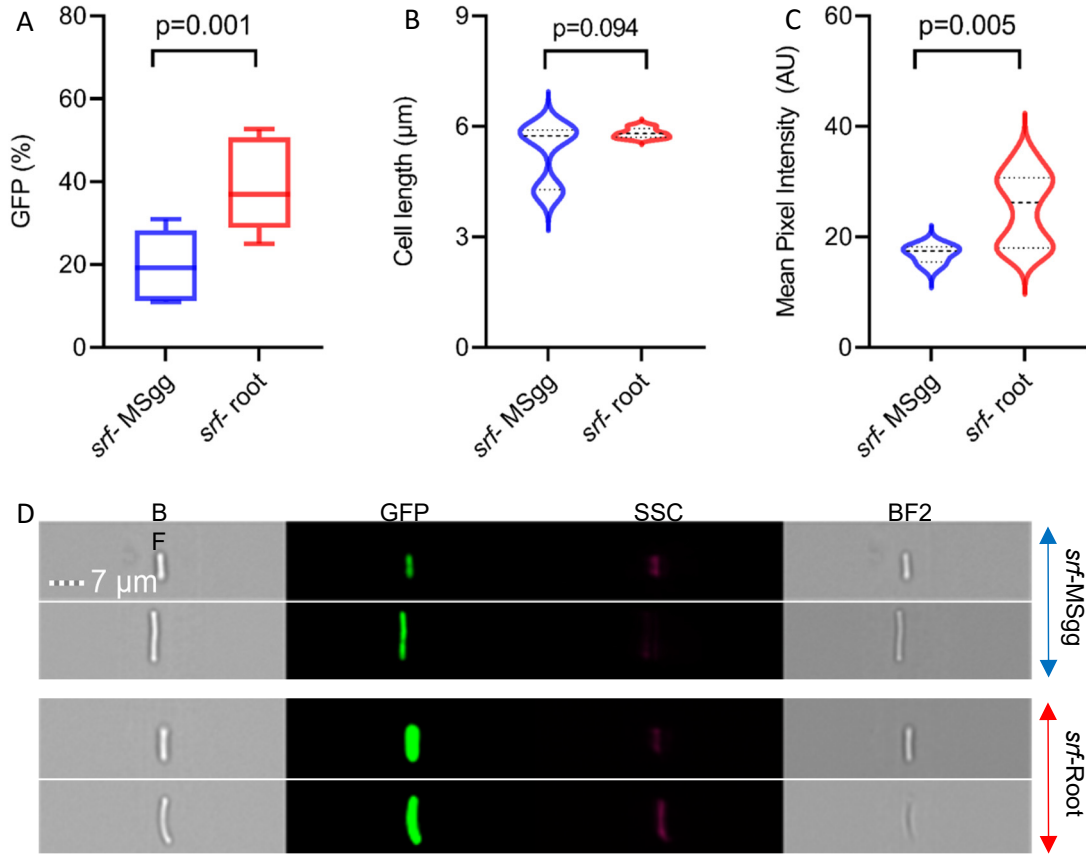 A
80
60
40
20
0
GFP (%)
p=0.001
srf- MSgg
srf- root
B
9
6
3
0
Cell length (µm)
p=0.094
srf- MSgg
srf- root
C
60
40
20
0
Mean Pixel Intensity (AU)
p=0.005
srf- MSgg
srf- root
D
B
F
GFP
SSC
BF2
7 µm
srf-MSgg
srf-Root